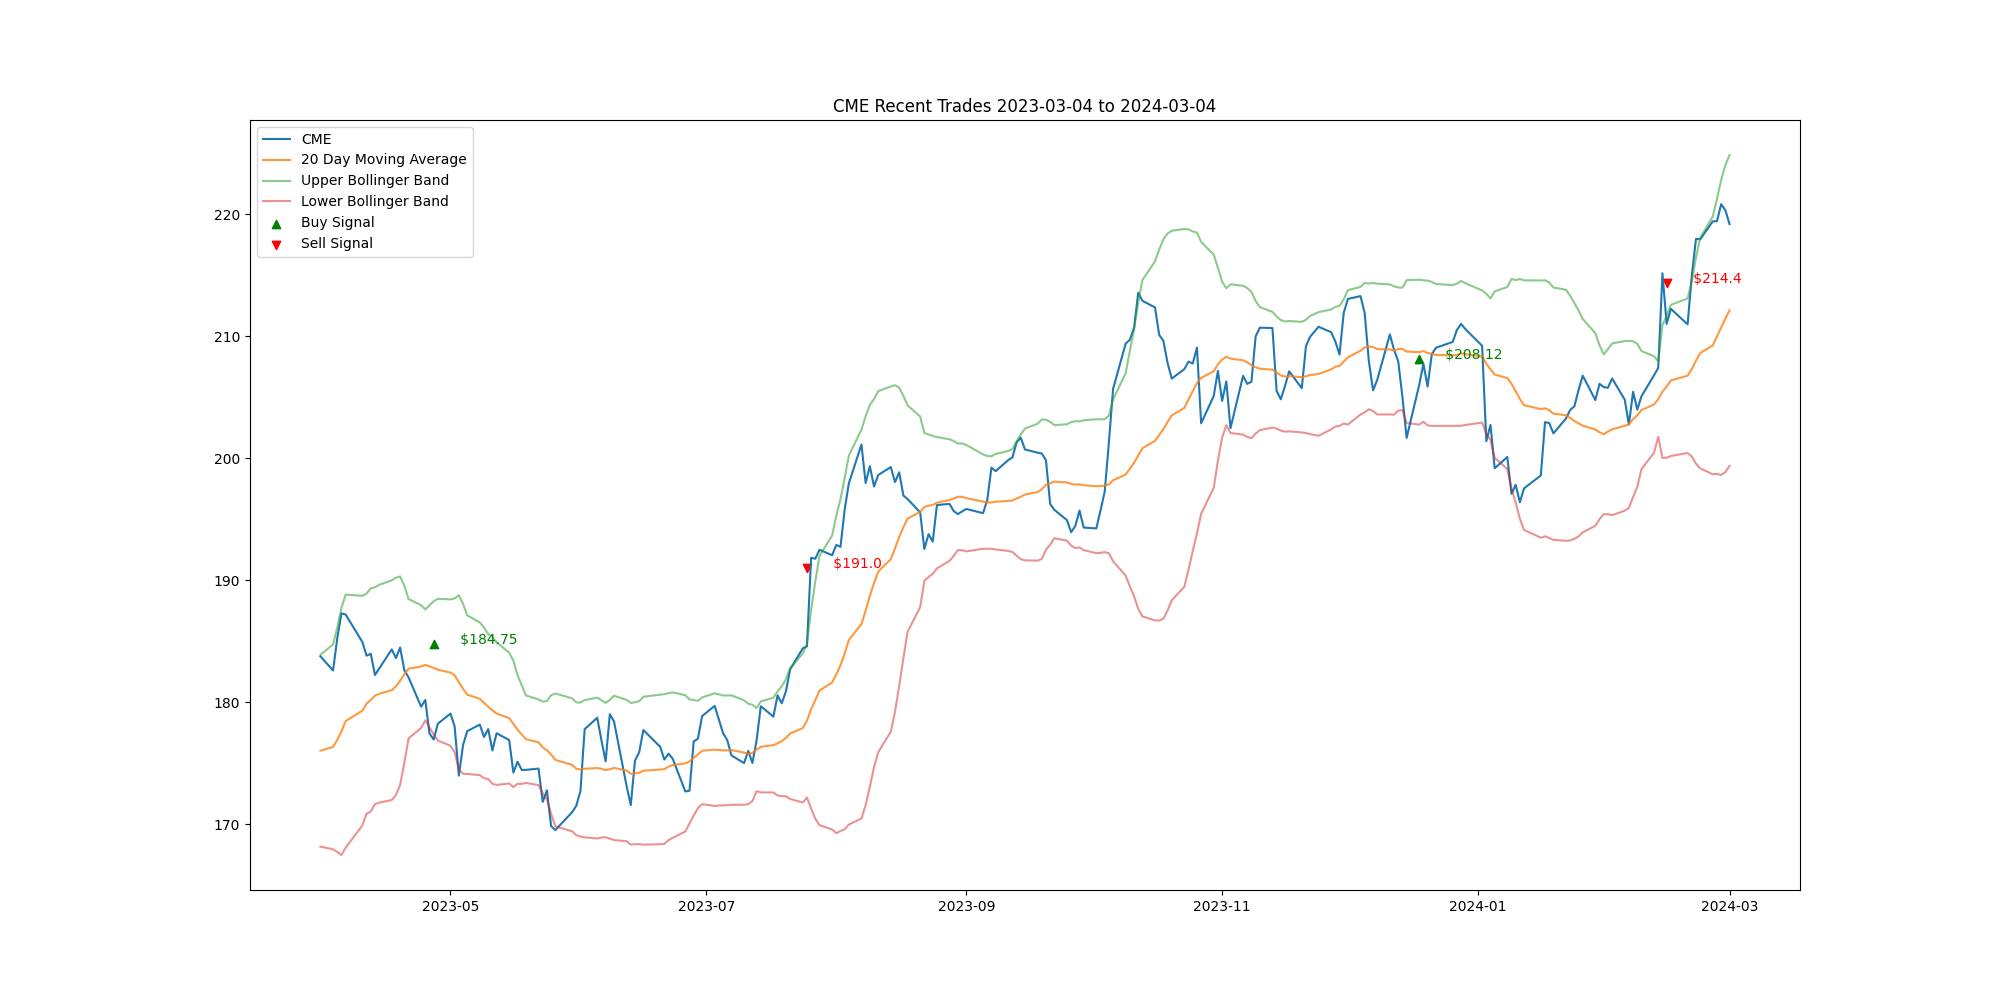 CME Recent Trades 2023-03-04 to 2024-03-04
CME
20 Day Moving Average
Upper Bollinger Band
Lower Bollinger Band
Buy Signal
Sell Signal
220
210
200
190
180
170
$184.75
$191.0
$208.12
$214.4
2023-05
2023-07
2023-09
2023-11
2024-01
2024-03